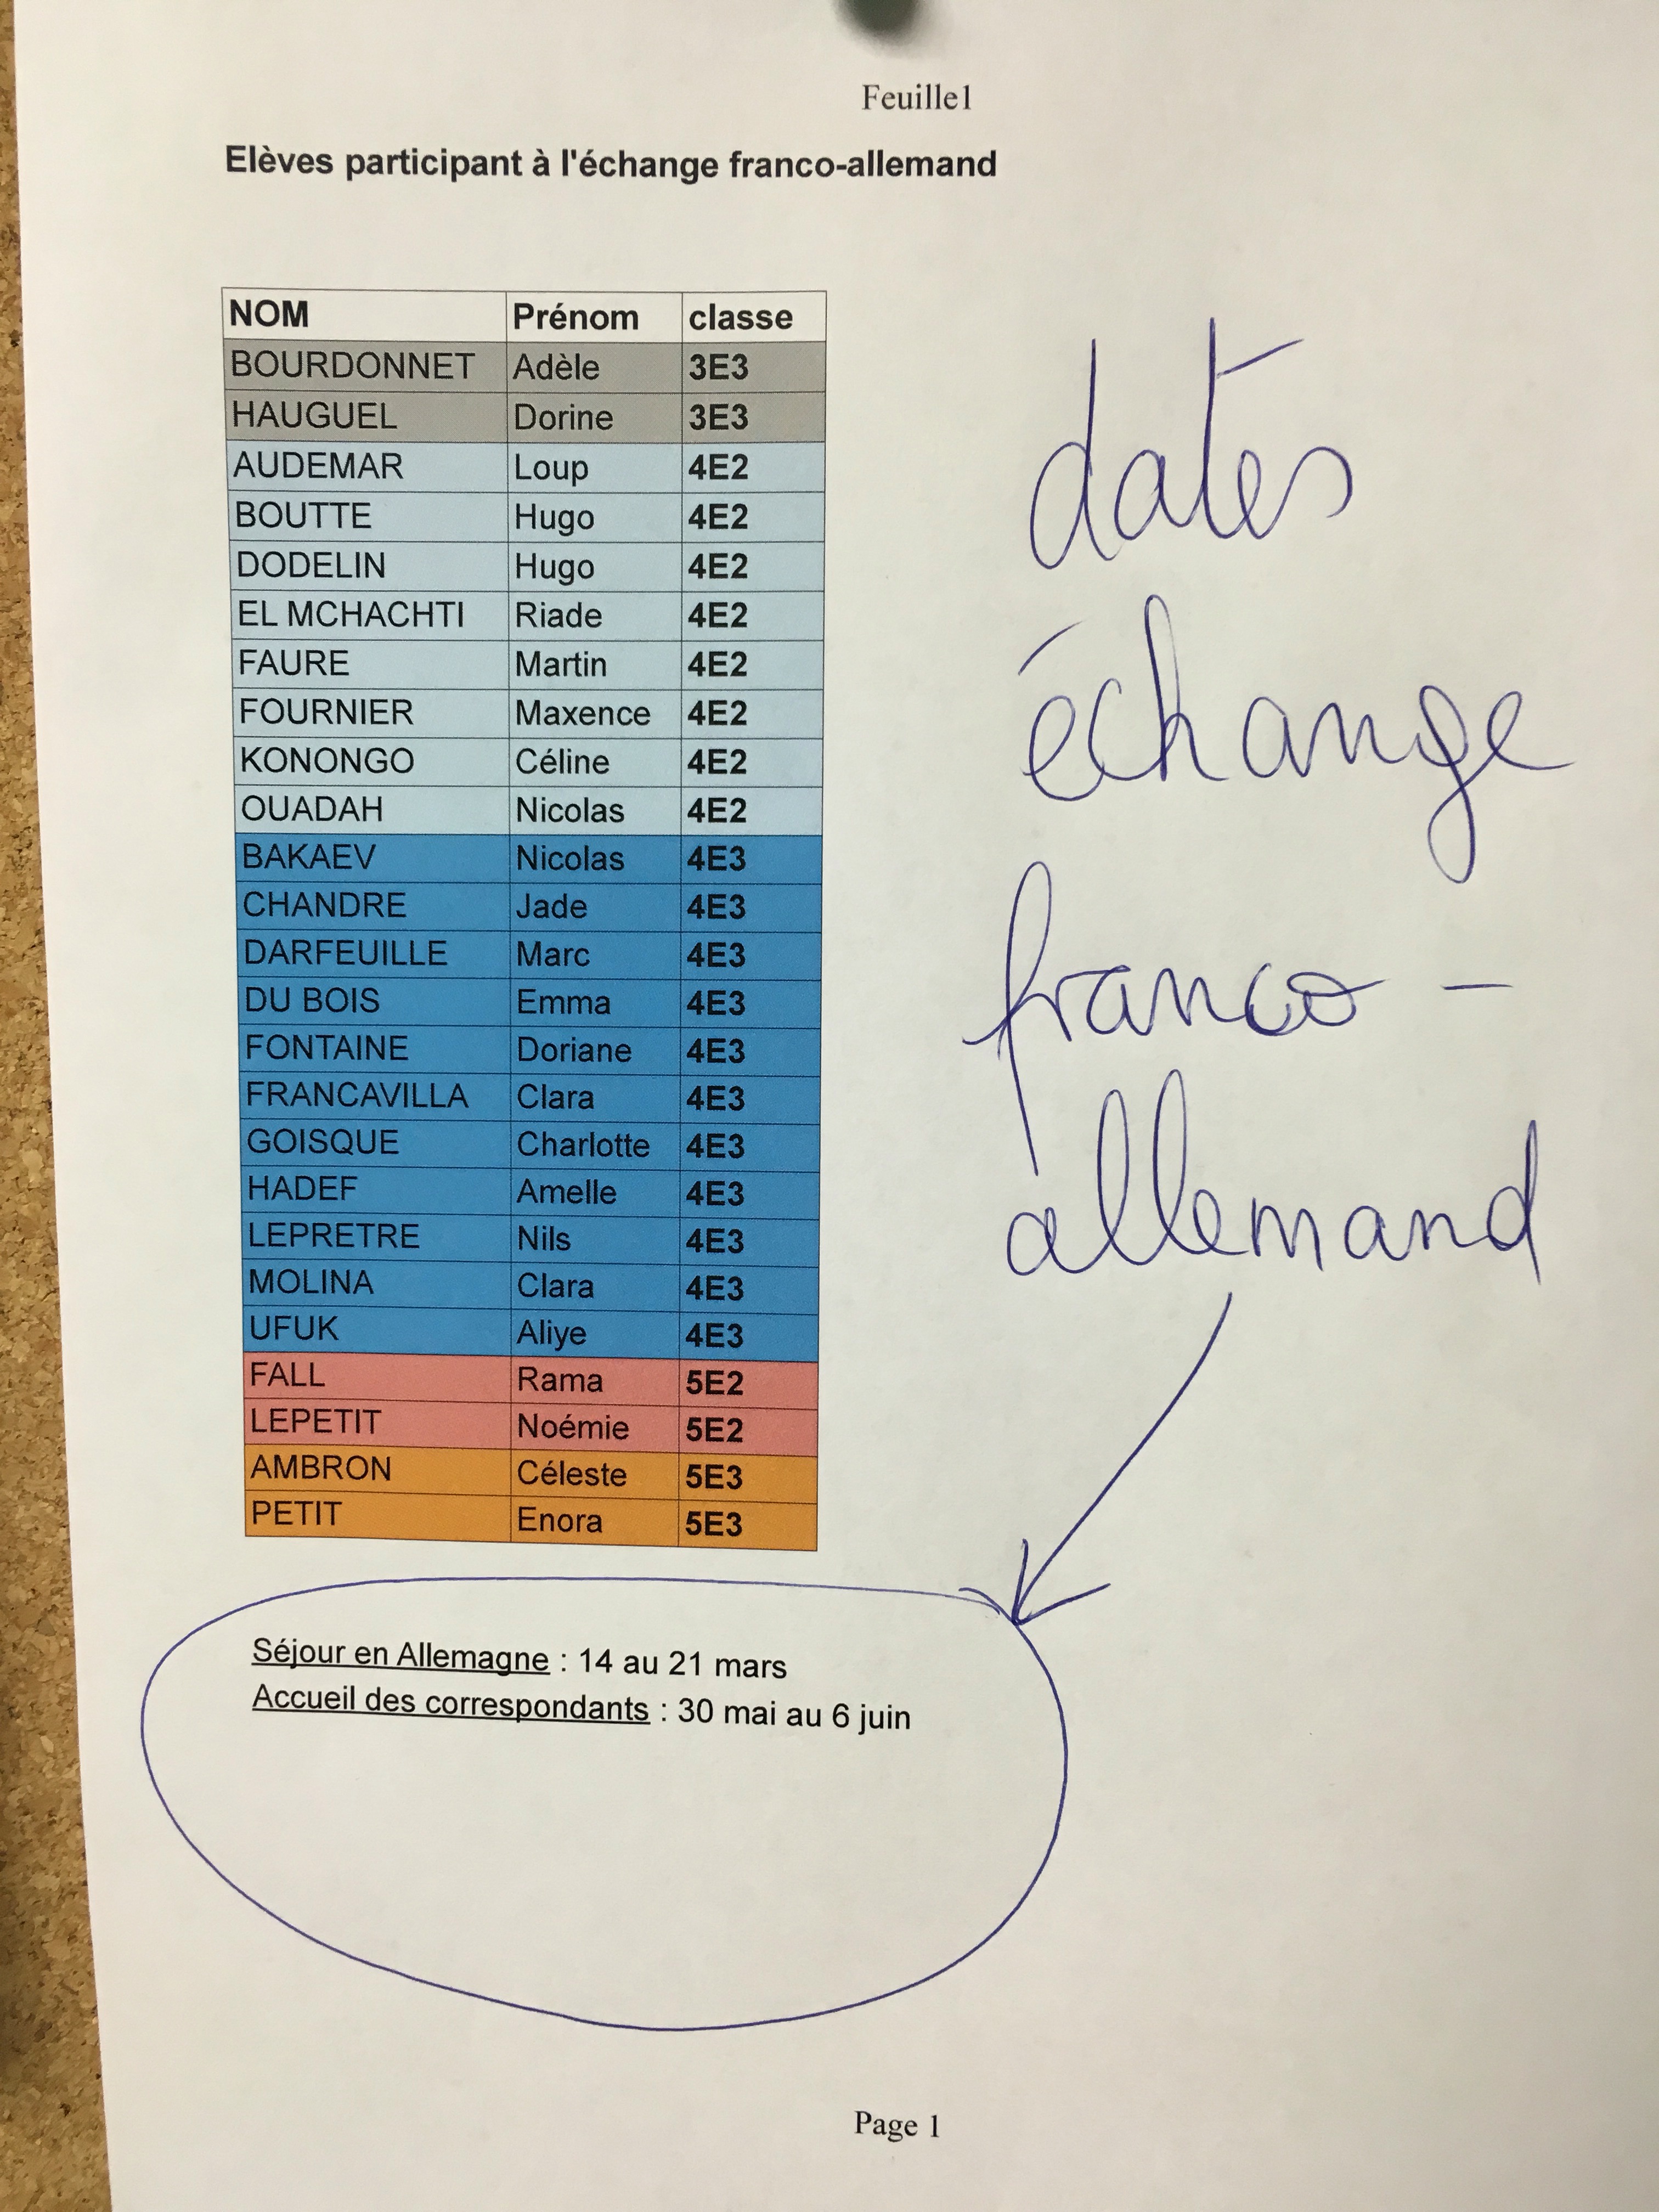 Feuille1
Elèves participant à l'échange franco-allemand
NOM Prénom classe
BOURDONNET Adèle 3E3
HAUGUEL Dorine 3E3
AUDEMAR Loup 4E2
BOUTTE Hugo 4E2
DODELIN Hugo 4E2
EL MCHACHTI Riade 4E2
FAURE Martin 4E2
FOURNIER Maxence 4E2
KONONGO Céline 4E2
OUADAH Nicolas 4E2
BAKAEV Nicolas 4E3
CHANDRE Jade 4E3
DARFEUILLE Marc 4E3
DU BOIS Emma 4E3
FONTAINE Doriane 4E3
FRANCAVILLA Clara 4E3
GOISQUE Charlotte 4E3
HADEF Amelle 4E3
LEPRETRE Nils 4E3
MOLINA Clara 4E3
UFUK Aliye 4E3
FALL Rama 5E2
LEPETIT Noémie 5E2
AMBRON Céleste 5E3
PETIT Enora 5E3
dates
échange
franco-
allemand
Séjour en Allemagne : 14 au 21 mars
Accueil des correspondants : 30 mai au 6 juin
Page 1